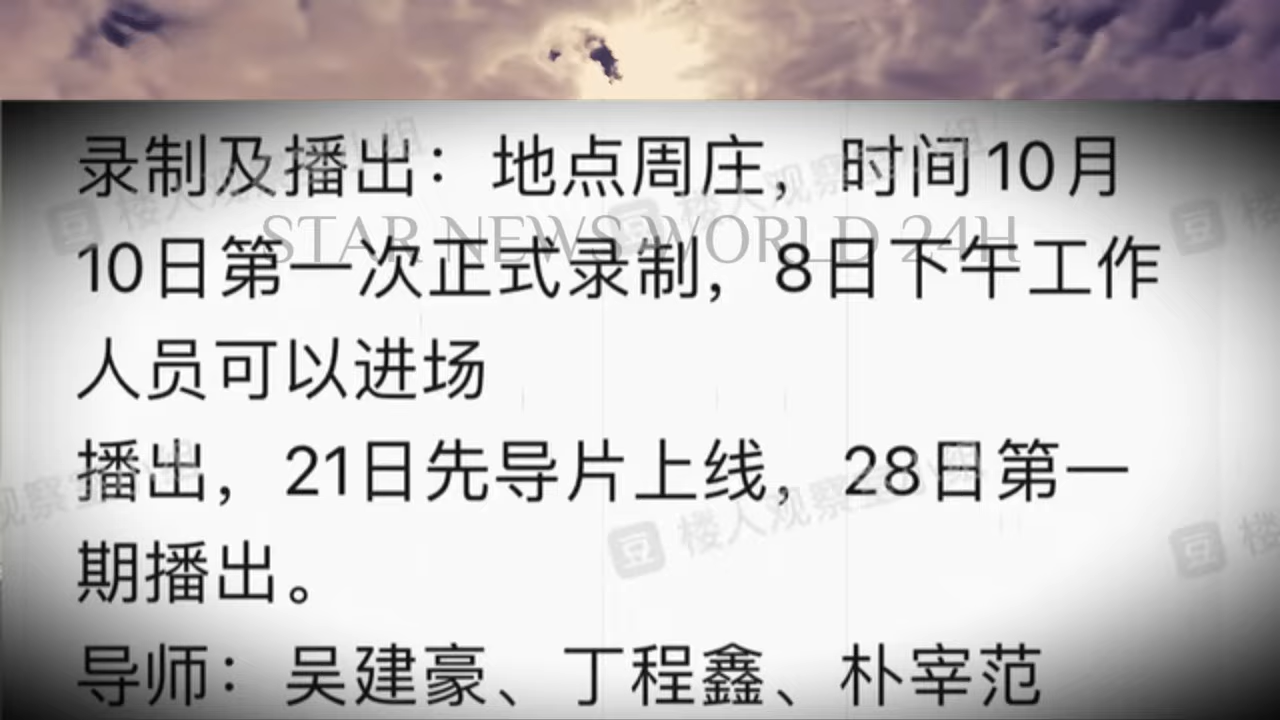 录制及播出：地点周庄，时间10月
STAR NEWS WORLD 24H
10日第一次正式录制，8日下午工作
人员可以进场
播出，21日先导片上线，28日第一
期播出。
导师：吴建豪、丁程鑫、朴宰范